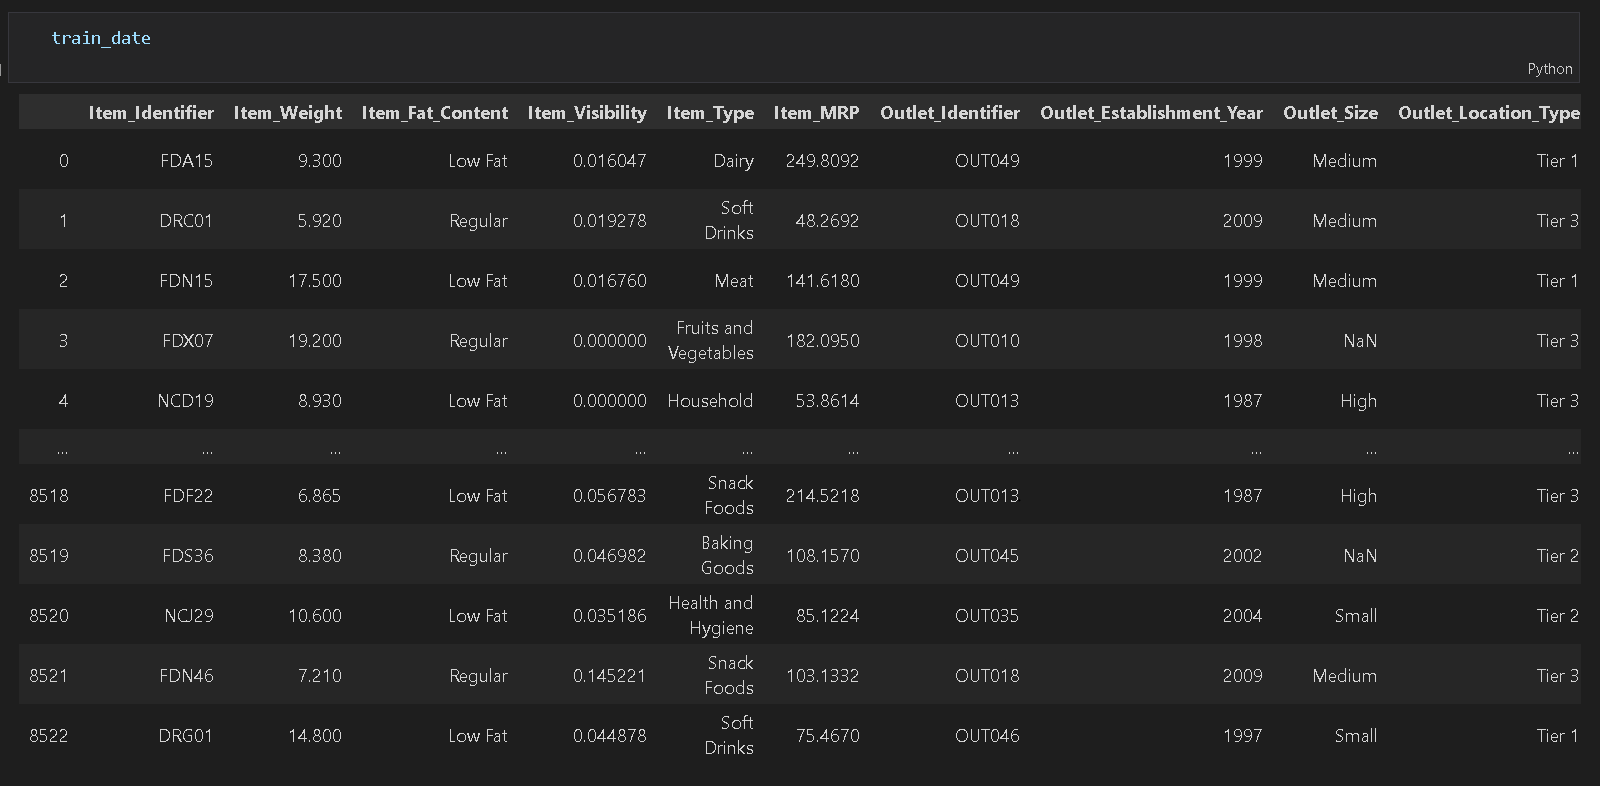 train_date
Python
Item_Identifier Item_Weight Item_Fat_Content Item_Visibility Item_Type Item_MRP Outlet_Identifier Outlet_Establishment_Year Outlet_Size Outlet_Location_Type
0 FDA15 9.300 Low Fat 0.016047 Dairy 249.8092 OUT049 1999 Medium Tier 1
1 DRC01 5.920 Regular 0.019278 Soft Drinks 48.2692 OUT018 2009 Medium Tier 3
2 FDN15 17.500 Low Fat 0.016760 Meat 141.6180 OUT049 1999 Medium Tier 1
3 FDX07 19.200 Regular 0.000000 Fruits and Vegetables 182.0950 OUT010 1998 NaN Tier 3
4 NCD19 8.930 Low Fat 0.000000 Household 53.8614 OUT013 1987 High Tier 3
... ... ... ... ... ... ... ... ... ... ...
8518 FDF22 6.865 Low Fat 0.056783 Snack Foods 214.5218 OUT013 1987 High Tier 3
8519 FDS36 8.380 Regular 0.046982 Baking Goods 108.1570 OUT045 2002 NaN Tier 2
8520 NCJ29 10.600 Low Fat 0.035186 Health and Hygiene 85.1224 OUT035 2004 Small Tier 2
8521 FDN46 7.210 Regular 0.145221 Snack Foods 103.1332 OUT018 2009 Medium Tier 3
8522 DRG01 14.800 Low Fat 0.044878 Soft Drinks 75.4670 OUT046 1997 Small Tier 1